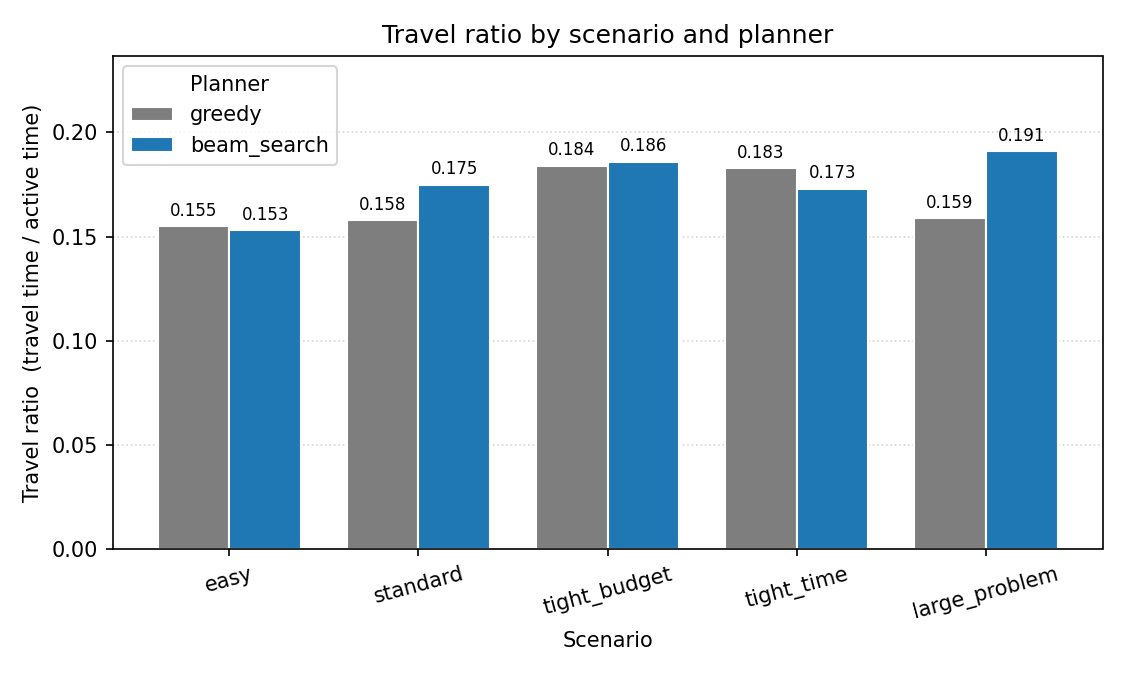 Travel ratio by scenario and planner
Planner
greedy
beam_search
Travel ratio  (travel time / active time)
0.20
0.15
0.10
0.05
0.00
0.155
0.153
0.158
0.175
0.184
0.186
0.183
0.173
0.159
0.191
easy
standard
tight_budget
tight_time
large_problem
Scenario